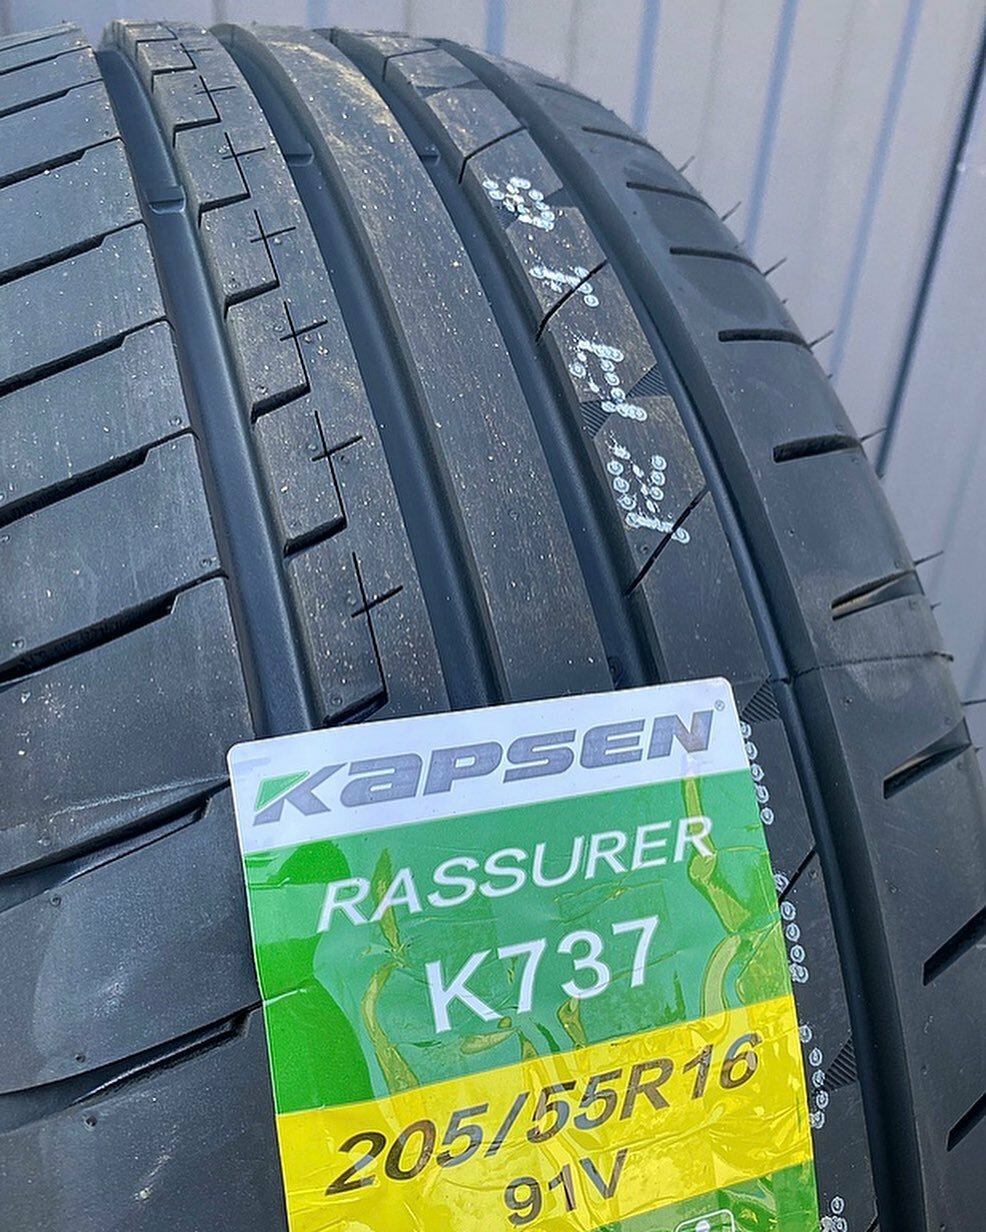 KAPSEN®
RASSURER
K737
205/55R16
91V